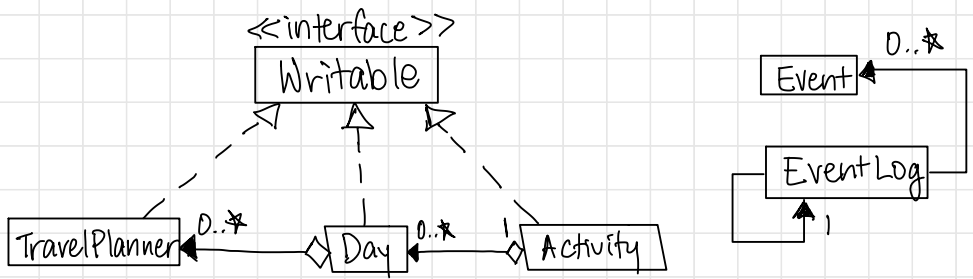 <<interface>>
Writable
0..*
Event
EventLog
1
TravelPlanner
0..*
Day
0..*
1
Activity